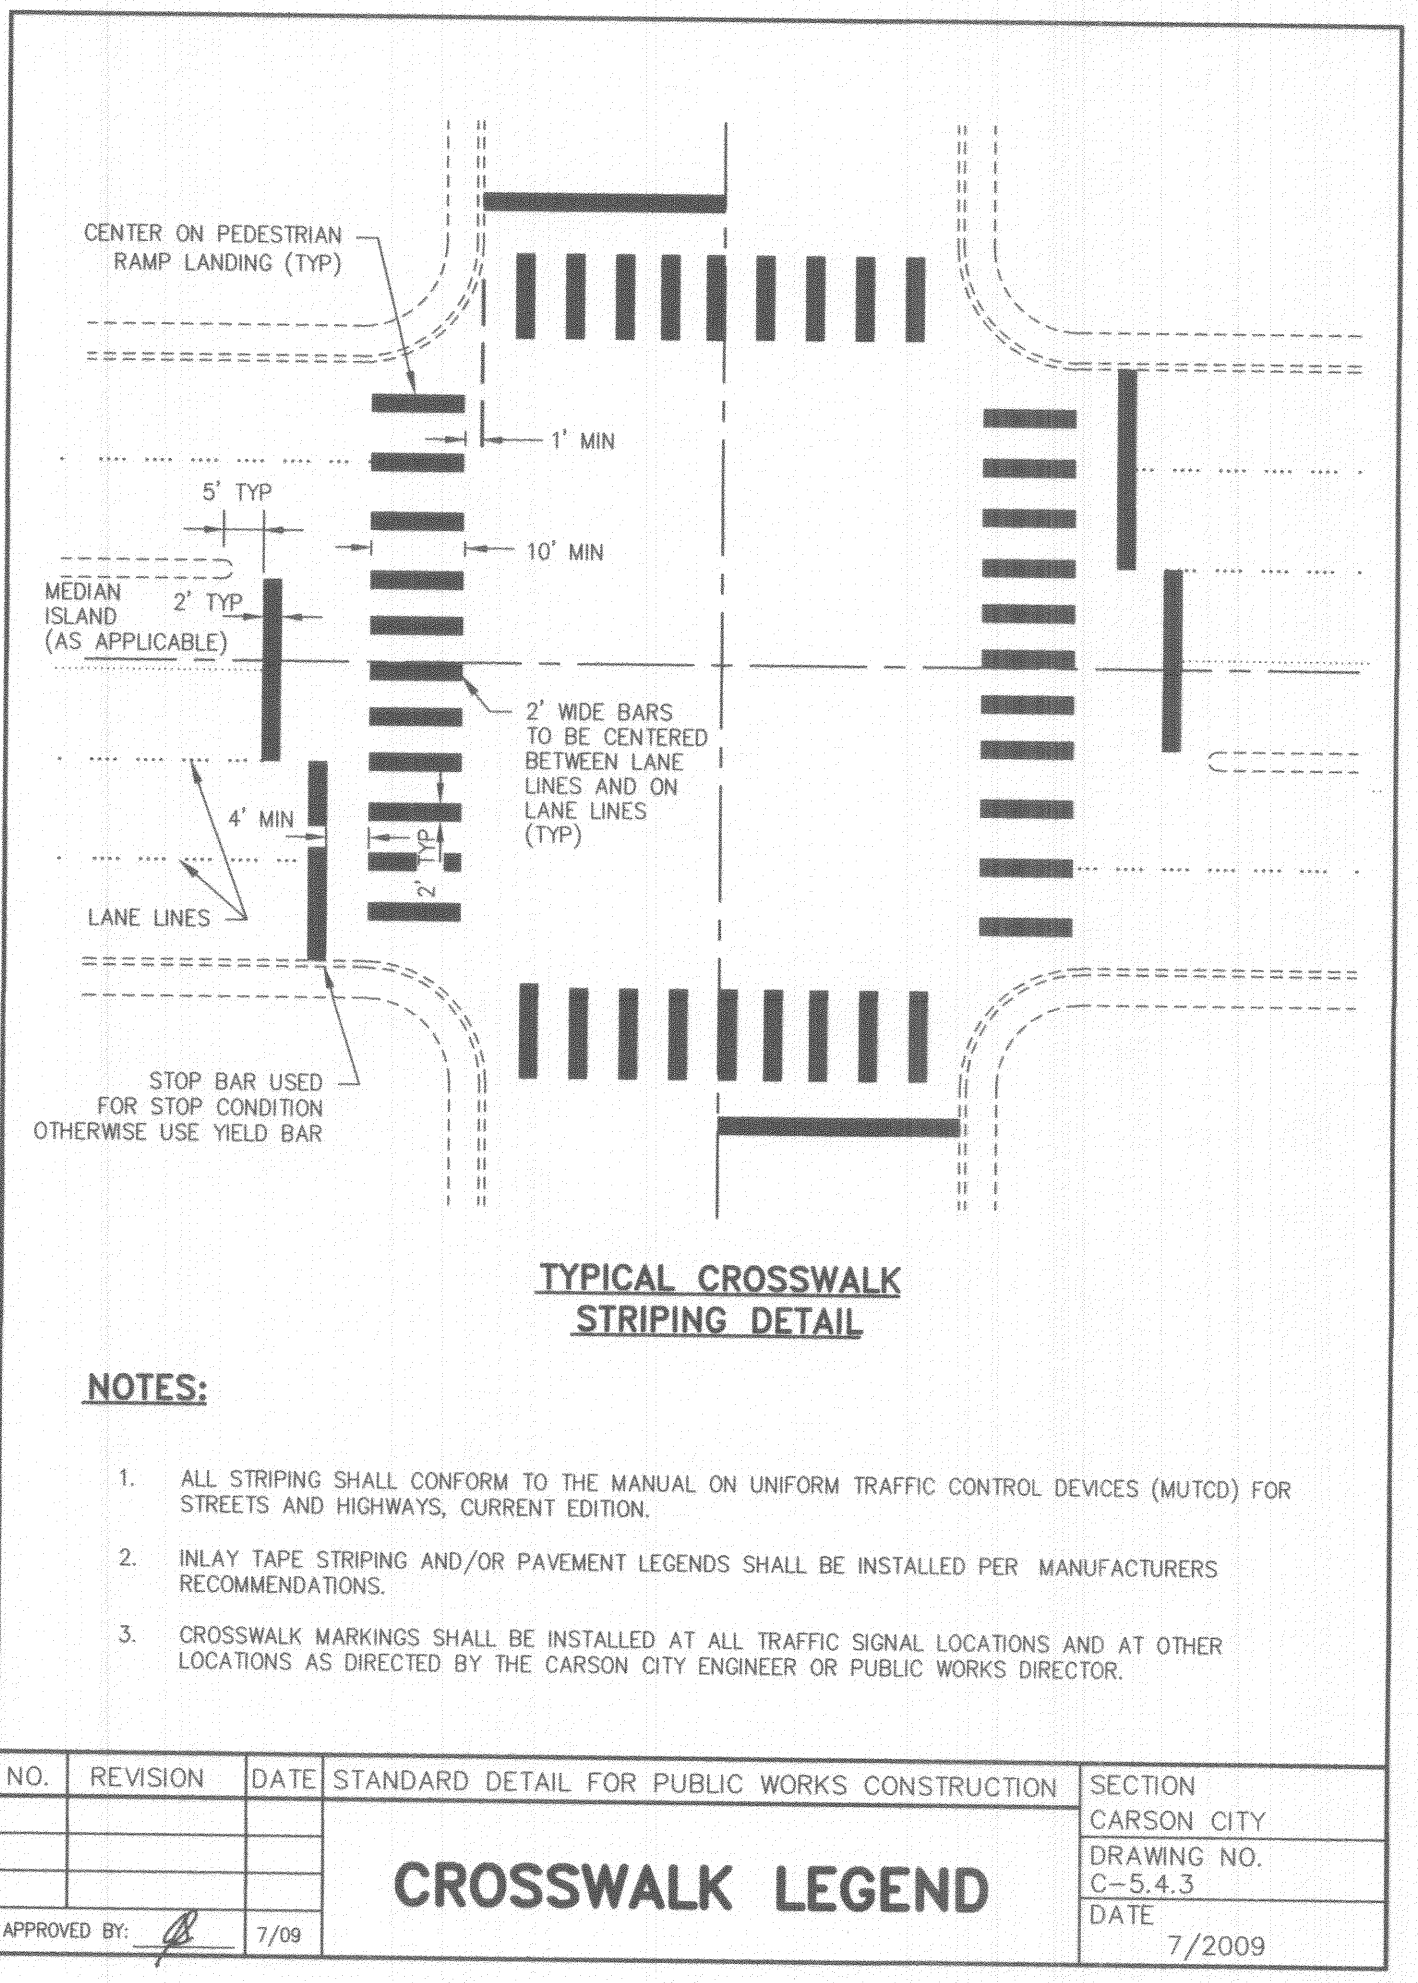 CENTER ON PEDESTRIAN
RAMP LANDING (TYP)
1' MIN
5' TYP
10' MIN
MEDIAN
ISLAND
(AS APPLICABLE)
2' TYP
2' WIDE BARS
TO BE CENTERED
BETWEEN LANE
LINES AND ON
LANE LINES
(TYP)
4' MIN
2' TYP
LANE LINES
STOP BAR USED
FOR STOP CONDITION
OTHERWISE USE YIELD BAR
TYPICAL CROSSWALK
STRIPING DETAIL
NOTES:
1. ALL STRIPING SHALL CONFORM TO THE MANUAL ON UNIFORM TRAFFIC CONTROL DEVICES (MUTCD) FOR
STREETS AND HIGHWAYS, CURRENT EDITION.
2. INLAY TAPE STRIPING AND/OR PAVEMENT LEGENDS SHALL BE INSTALLED PER MANUFACTURERS
RECOMMENDATIONS.
3. CROSSWALK MARKINGS SHALL BE INSTALLED AT ALL TRAFFIC SIGNAL LOCATIONS AND AT OTHER
LOCATIONS AS DIRECTED BY THE CARSON CITY ENGINEER OR PUBLIC WORKS DIRECTOR.
NO. REVISION DATE
STANDARD DETAIL FOR PUBLIC WORKS CONSTRUCTION
CROSSWALK LEGEND
SECTION
CARSON CITY
DRAWING NO.
C-5.4.3
DATE
7/2009
APPROVED BY: 7/09